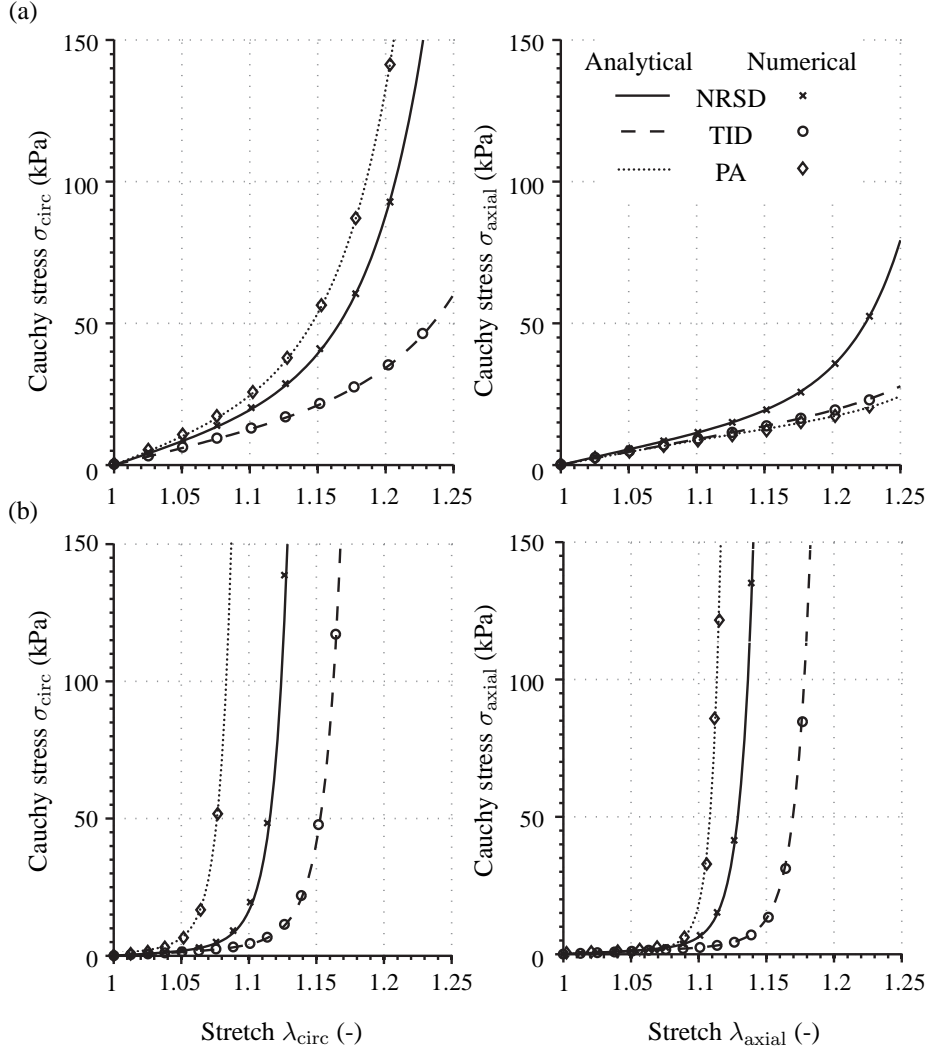 (a)
150
100
50
0
Cauchy stress σcirc (kPa)
1 1.05 1.1 1.15 1.2 1.25
150
100
50
0
Cauchy stress σaxial (kPa)
Analytical Numerical
NRSD
TID
PA
1 1.05 1.1 1.15 1.2 1.25
(b)
150
100
50
0
Cauchy stress σcirc (kPa)
1 1.05 1.1 1.15 1.2 1.25
Stretch λcirc (-)
150
100
50
0
Cauchy stress σaxial (kPa)
1 1.05 1.1 1.15 1.2 1.25
Stretch λaxial (-)